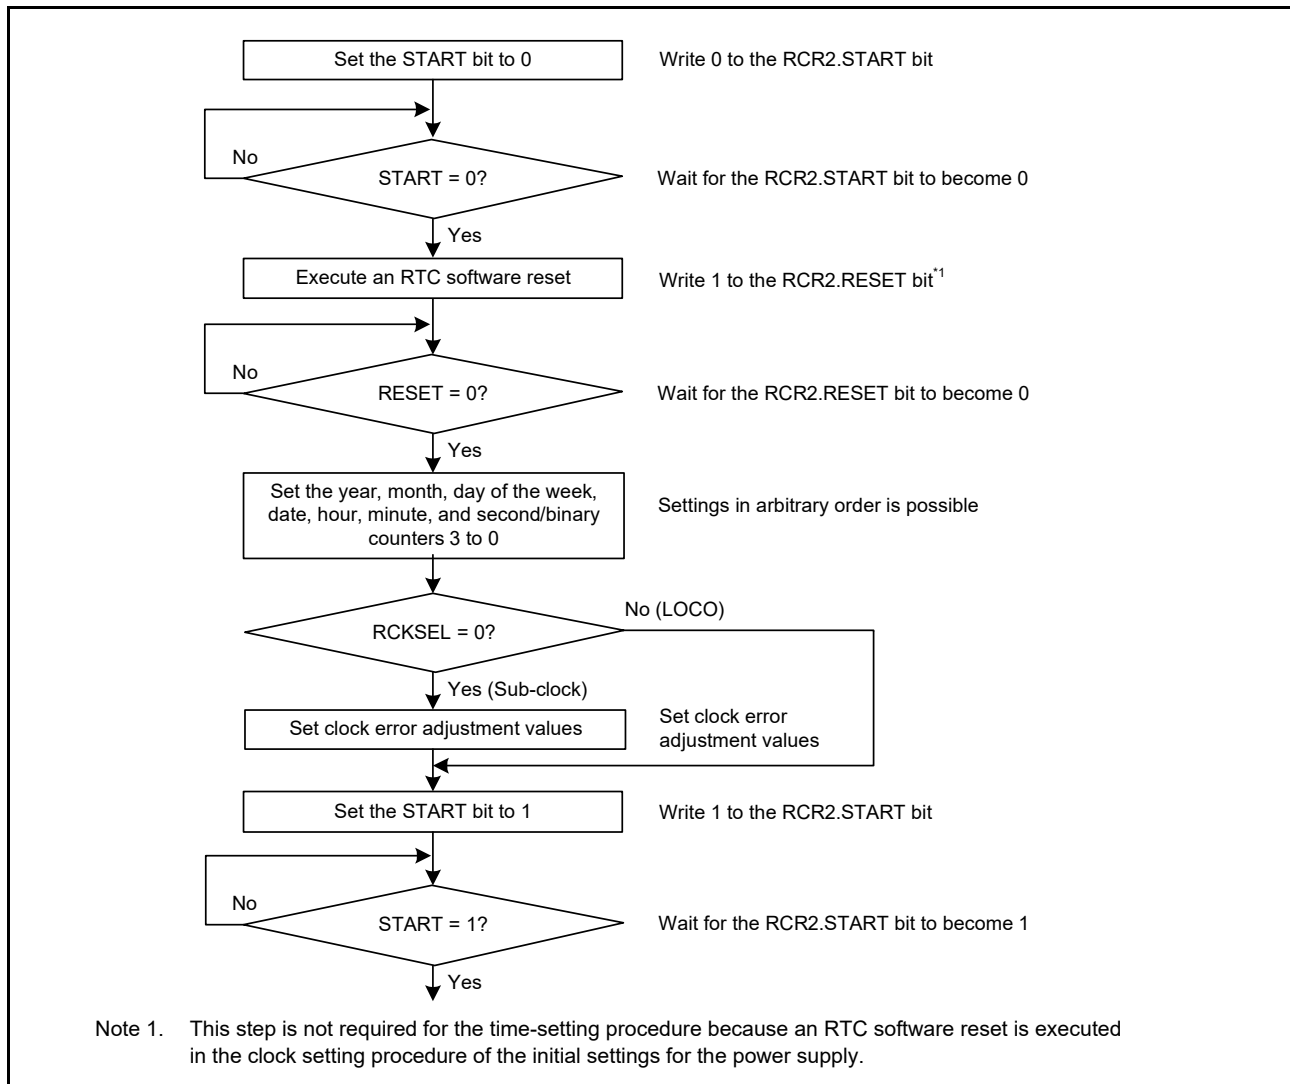 Set the START bit to 0
Write 0 to the RCR2.START bit
No
START = 0?
Wait for the RCR2.START bit to become 0
Yes
Execute an RTC software reset
Write 1 to the RCR2.RESET bit*1
No
RESET = 0?
Wait for the RCR2.RESET bit to become 0
Yes
Set the year, month, day of the week,
date, hour, minute, and second/binary
counters 3 to 0
Settings in arbitrary order is possible
No (LOCO)
RCKSEL = 0?
Yes (Sub-clock)
Set clock error adjustment values
Set clock error
adjustment values
Set the START bit to 1
Write 1 to the RCR2.START bit
No
START = 1?
Wait for the RCR2.START bit to become 1
Yes
Note 1. This step is not required for the time-setting procedure because an RTC software reset is executed
in the clock setting procedure of the initial settings for the power supply.